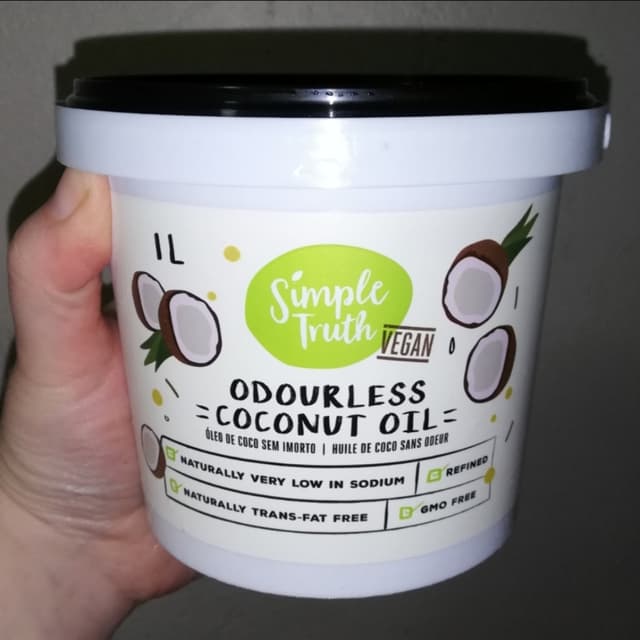 1L
Simple
Truth
VEGAN
ODOURLESS
=COCONUT OIL=
ÓLEO DE COCO SEM IMORTO | HUILE DE COCO SANS ODEUR
NATURALLY VERY LOW IN SODIUM
REFINED
NATURALLY TRANS-FAT FREE
GMO FREE